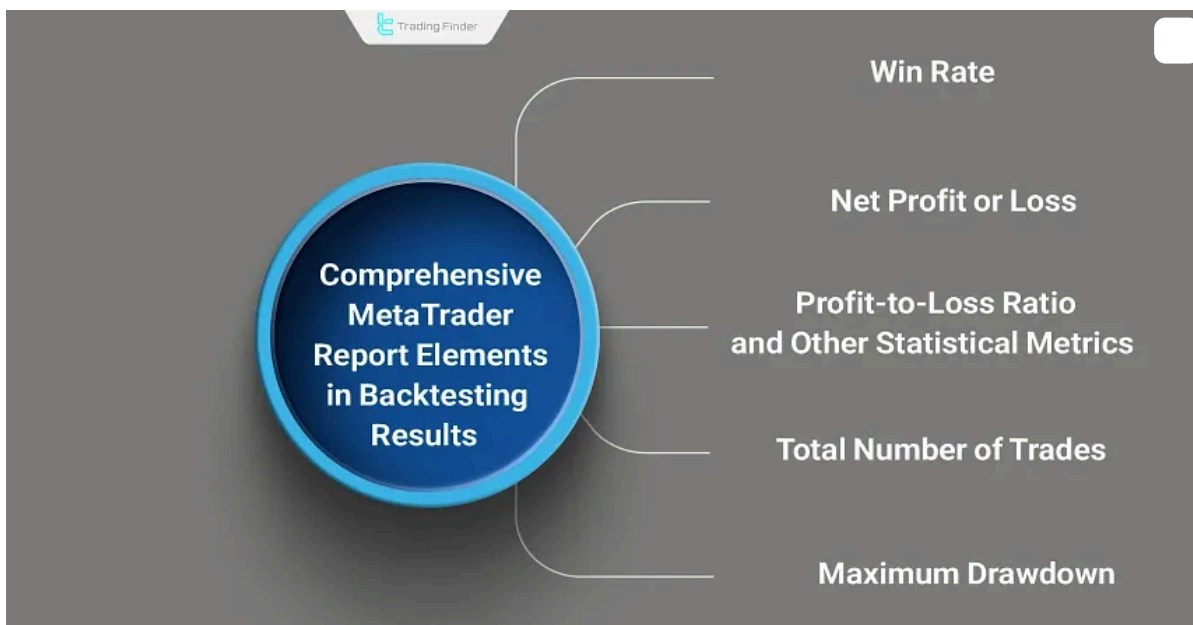 Trading Finder
Win Rate
Net Profit or Loss
Comprehensive
MetaTrader
Report Elements
in Backtesting
Results
Profit-to-Loss Ratio
and Other Statistical Metrics
Total Number of Trades
Maximum Drawdown